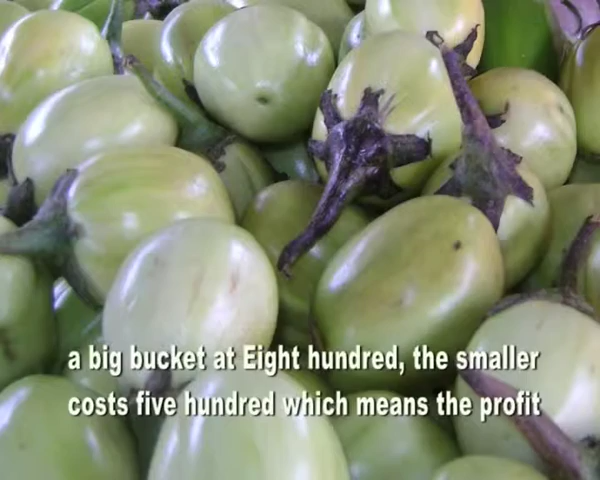 a big bucket at Eight hundred, the smaller
costs five hundred which means the profit